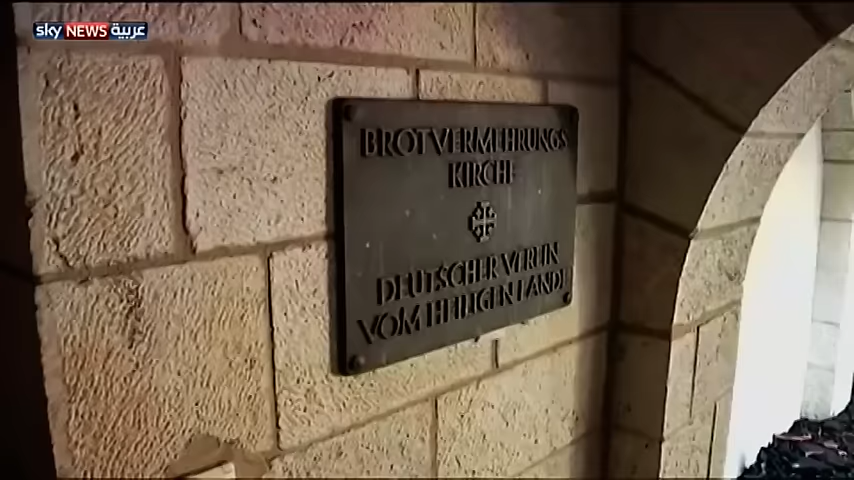 sky NEWS عربية
BROTVERMEHRUNGS
KIRCHE
DEUTSCHER VEREIN
VOM HEILIGEN LANDE